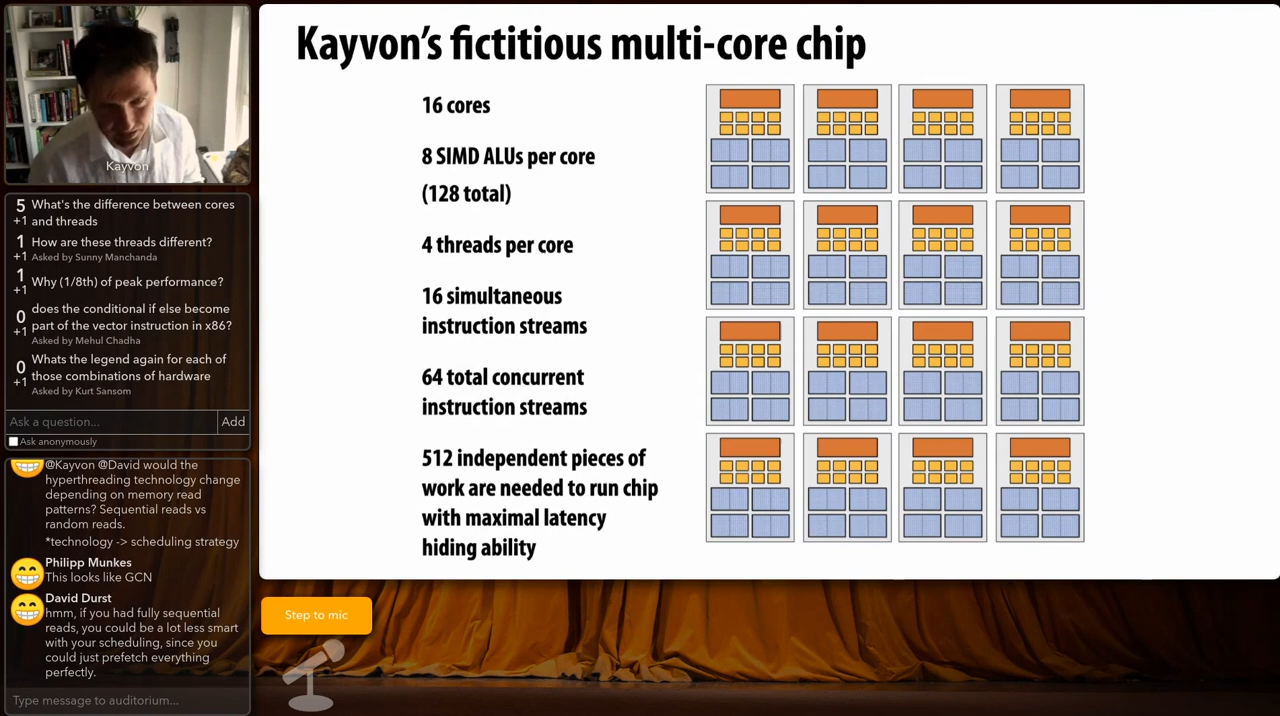 Kayvon
5 What's the difference between cores
+1 and threads
1 How are these threads different?
+1 Asked by Sunny Manchanda
1 Why (1/8th) of peak performance?
+1
does the conditional if else become
0 part of the vector instruction in x86?
+1 Asked by Mehul Chadha
Whats the legend again for each of
0 those combinations of hardware
+1 Asked by Kurt Sansom
Ask a question... Add
Ask anonymously
@Kayvon @David would the
hyperthreading technology change
depending on memory read
patterns? Sequential reads vs
random reads.
*technology -> scheduling strategy
Philipp Munkes
This looks like GCN
David Durst
hmm, if you had fully sequential
reads, you could be a lot less smart
with your scheduling, since you
could just prefetch everything
perfectly.
Type message to auditorium...
Kayvon's fictitious multi-core chip
16 cores
8 SIMD ALUs per core
(128 total)
4 threads per core
16 simultaneous
instruction streams
64 total concurrent
instruction streams
512 independent pieces of
work are needed to run chip
with maximal latency
hiding ability
Step to mic